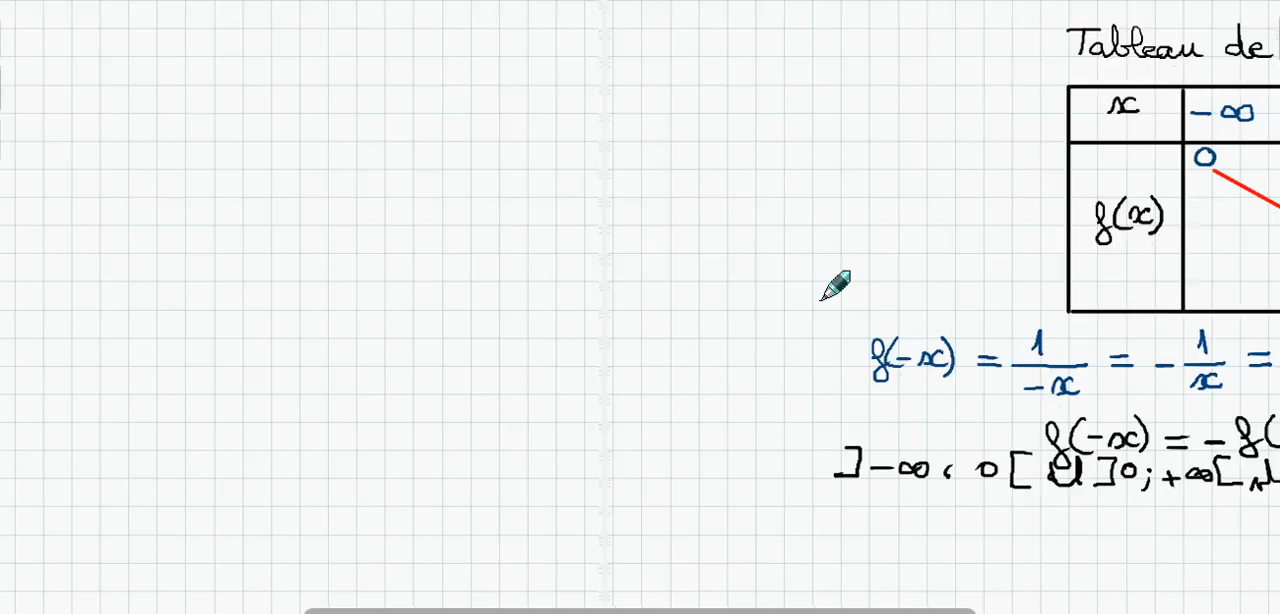 Tableau de
x
-∞
0
f(x)
f(-x) = 1/-x = - 1/x =
f(-x) = - f(
]-∞ ; 0[ U ]0; +∞[